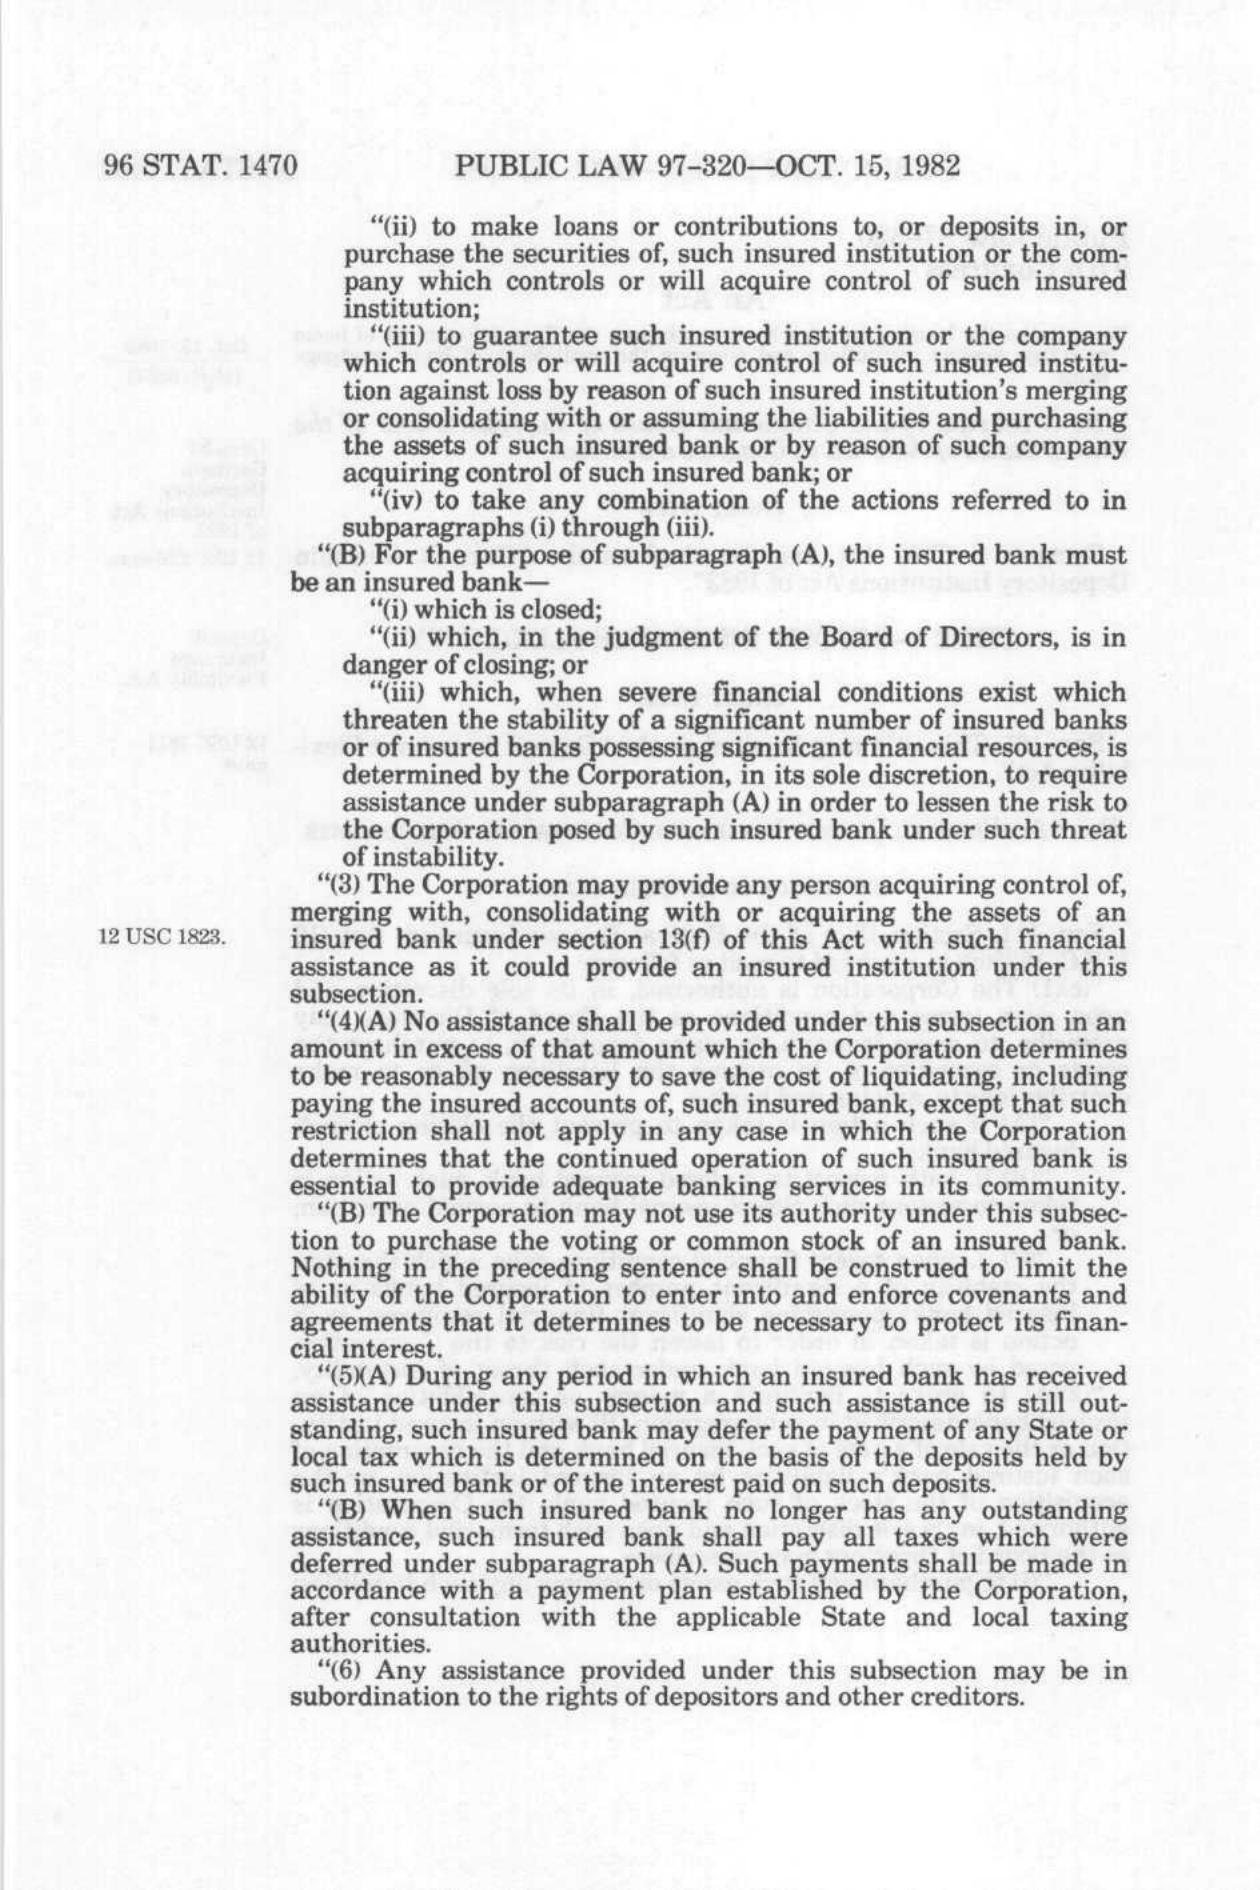 96 STAT. 1470 PUBLIC LAW 97–320—OCT. 15, 1982
“(ii) to make loans or contributions to, or deposits in, or
purchase the securities of, such insured institution or the com-
pany which controls or will acquire control of such insured
institution;
“(iii) to guarantee such insured institution or the company
which controls or will acquire control of such insured institu-
tion against loss by reason of such insured institution’s merging
or consolidating with or assuming the liabilities and purchasing
the assets of such insured bank or by reason of such company
acquiring control of such insured bank; or
“(iv) to take any combination of the actions referred to in
subparagraphs (i) through (iii).
“(B) For the purpose of subparagraph (A), the insured bank must
be an insured bank—
“(i) which is closed;
“(ii) which, in the judgment of the Board of Directors, is in
danger of closing; or
“(iii) which, when severe financial conditions exist which
threaten the stability of a significant number of insured banks
or of insured banks possessing significant financial resources, is
determined by the Corporation, in its sole discretion, to require
assistance under subparagraph (A) in order to lessen the risk to
the Corporation posed by such insured bank under such threat
of instability.
“(3) The Corporation may provide any person acquiring control of,
merging with, consolidating with or acquiring the assets of an
12 USC 1823.
insured bank under section 13(f) of this Act with such financial
assistance as it could provide an insured institution under this
subsection.
“(4)(A) No assistance shall be provided under this subsection in an
amount in excess of that amount which the Corporation determines
to be reasonably necessary to save the cost of liquidating, including
paying the insured accounts of, such insured bank, except that such
restriction shall not apply in any case in which the Corporation
determines that the continued operation of such insured bank is
essential to provide adequate banking services in its community.
“(B) The Corporation may not use its authority under this subsec-
tion to purchase the voting or common stock of an insured bank.
Nothing in the preceding sentence shall be construed to limit the
ability of the Corporation to enter into and enforce covenants and
agreements that it determines to be necessary to protect its finan-
cial interest.
“(5)(A) During any period in which an insured bank has received
assistance under this subsection and such assistance is still out-
standing, such insured bank may defer the payment of any State or
local tax which is determined on the basis of the deposits held by
such insured bank or of the interest paid on such deposits.
“(B) When such insured bank no longer has any outstanding
assistance, such insured bank shall pay all taxes which were
deferred under subparagraph (A). Such payments shall be made in
accordance with a payment plan established by the Corporation,
after consultation with the applicable State and local taxing
authorities.
“(6) Any assistance provided under this subsection may be in
subordination to the rights of depositors and other creditors.